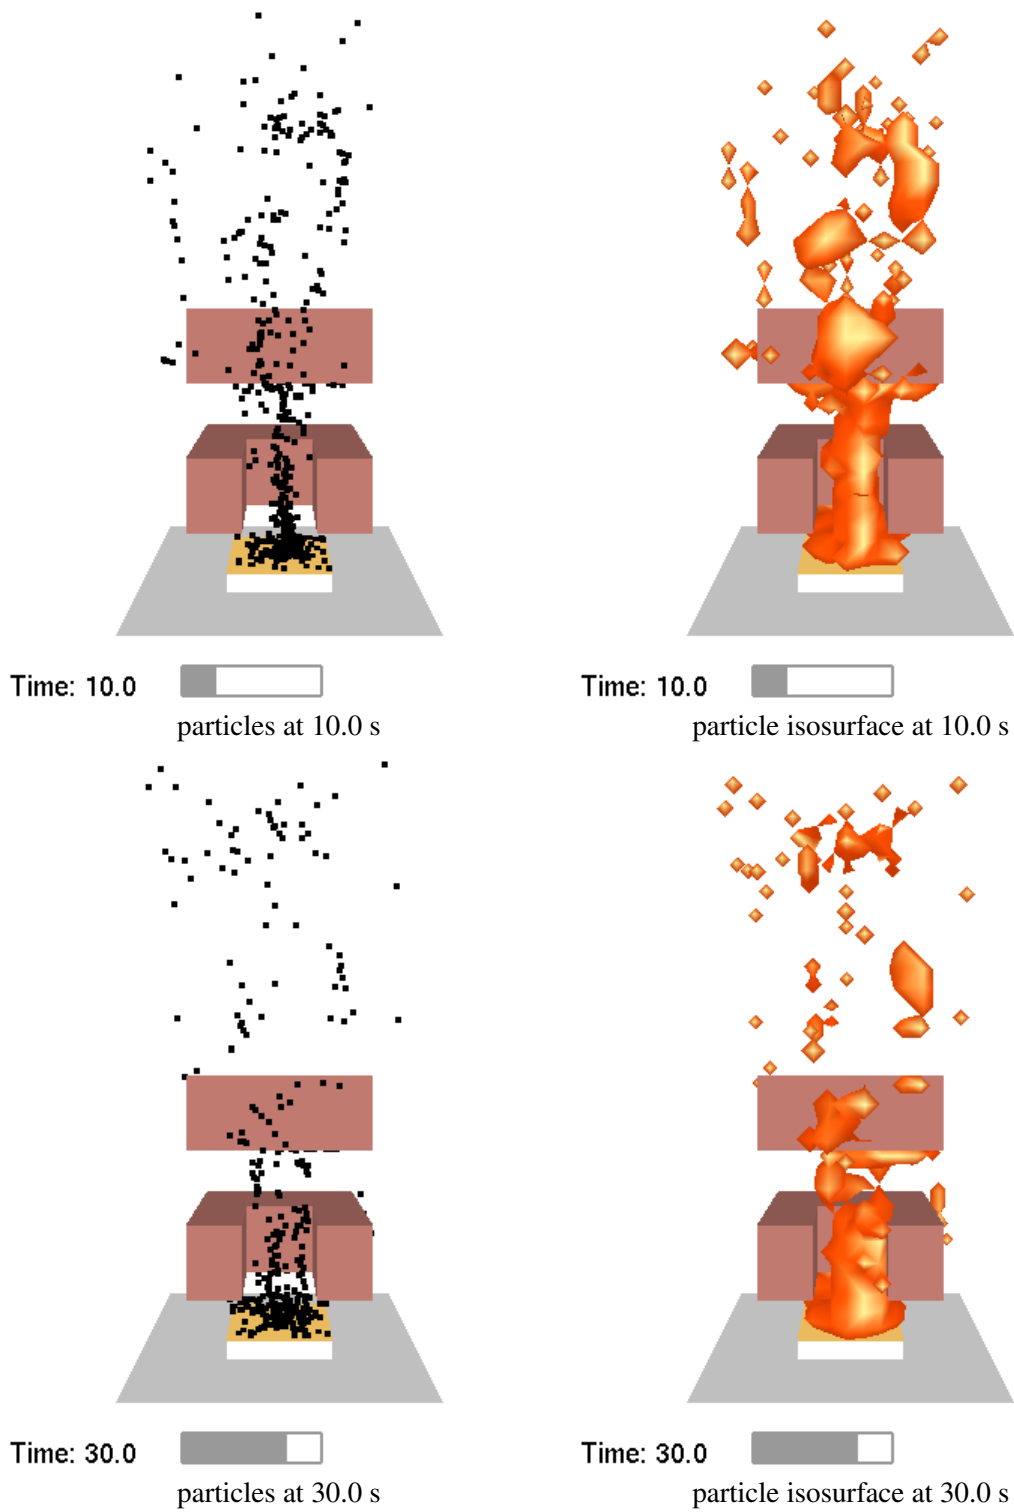 Time: 10.0
Time: 10.0
particles at 10.0 s
particle isosurface at 10.0 s
Time: 30.0
Time: 30.0
particles at 30.0 s
particle isosurface at 30.0 s